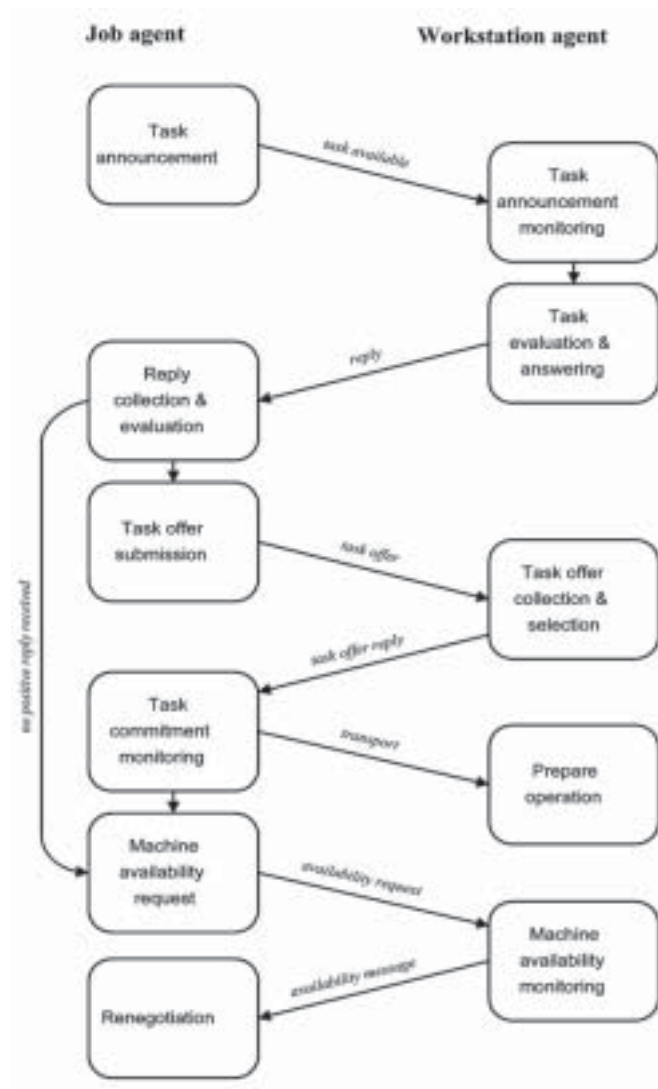 Job agent
Workstation agent
Task
announcement
task available
Task
announcement
monitoring
Task
evaluation &
answering
reply
Reply
collection &
evaluation
Task offer
submission
task offer
Task offer
collection &
selection
task offer reply
no positive reply received
Task
commitment
monitoring
transport
Prepare
operation
Machine
availability
request
availability request
Machine
availability
monitoring
availability message
Renegotiation